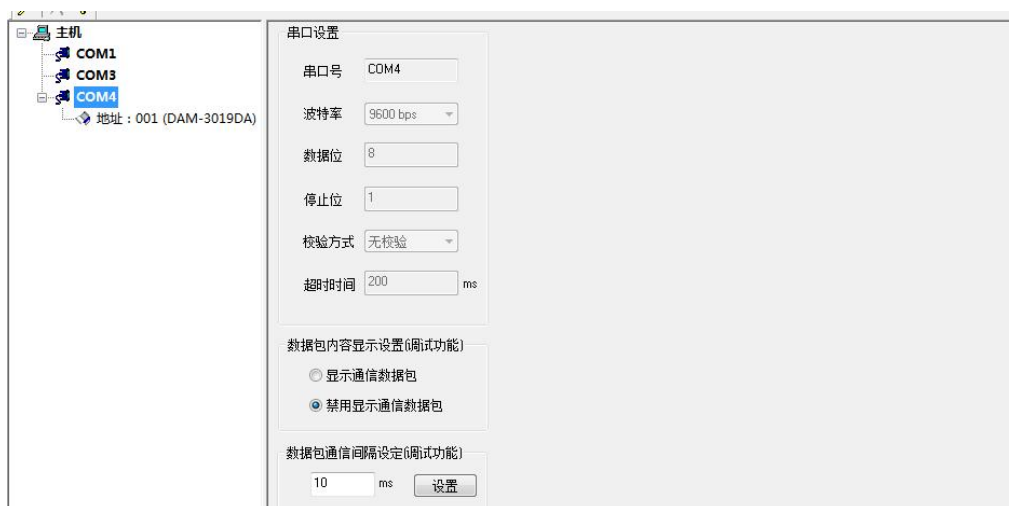 主机
COM1
COM3
COM4
地址：001 (DAM-3019DA)
串口设置
串口号 COM4
波特率 9600 bps
数据位 8
停止位 1
校验方式 无校验
超时时间 200 ms
数据包内容显示设置(调试功能)
显示通信数据包
禁用显示通信数据包
数据包通信间隔设定(调试功能)
10 ms 设置